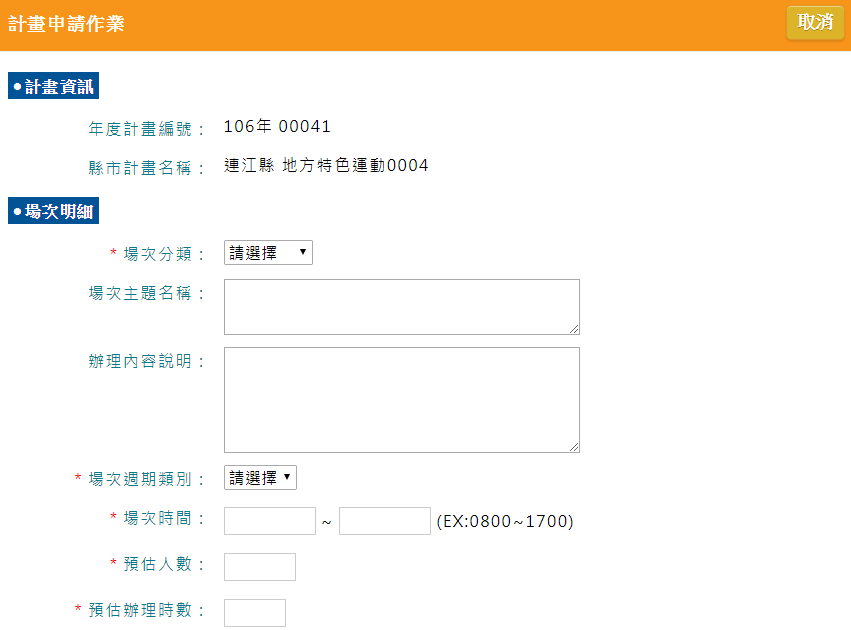 計畫申請作業 取消
●計畫資訊
年度計畫編號： 106年 00041
縣市計畫名稱： 連江縣 地方特色運動0004
●場次明細
* 場次分類： 請選擇
場次主題名稱：
辦理內容說明：
* 場次週期類別： 請選擇
* 場次時間： ~ (EX:0800~1700)
* 預估人數：
* 預估辦理時數：